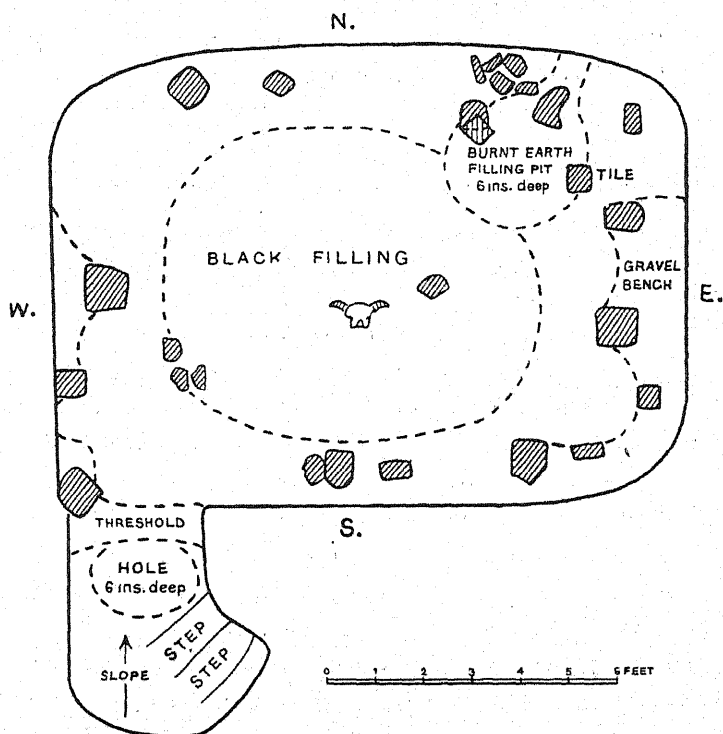 N.
BURNT EARTH
FILLING PIT
6 ins. deep
TILE
BLACK FILLING
GRAVEL
BENCH
W.
E.
THRESHOLD
S.
HOLE
6 ins. deep
STEP
STEP
SLOPE
0 1 2 3 4 5 6 FEET